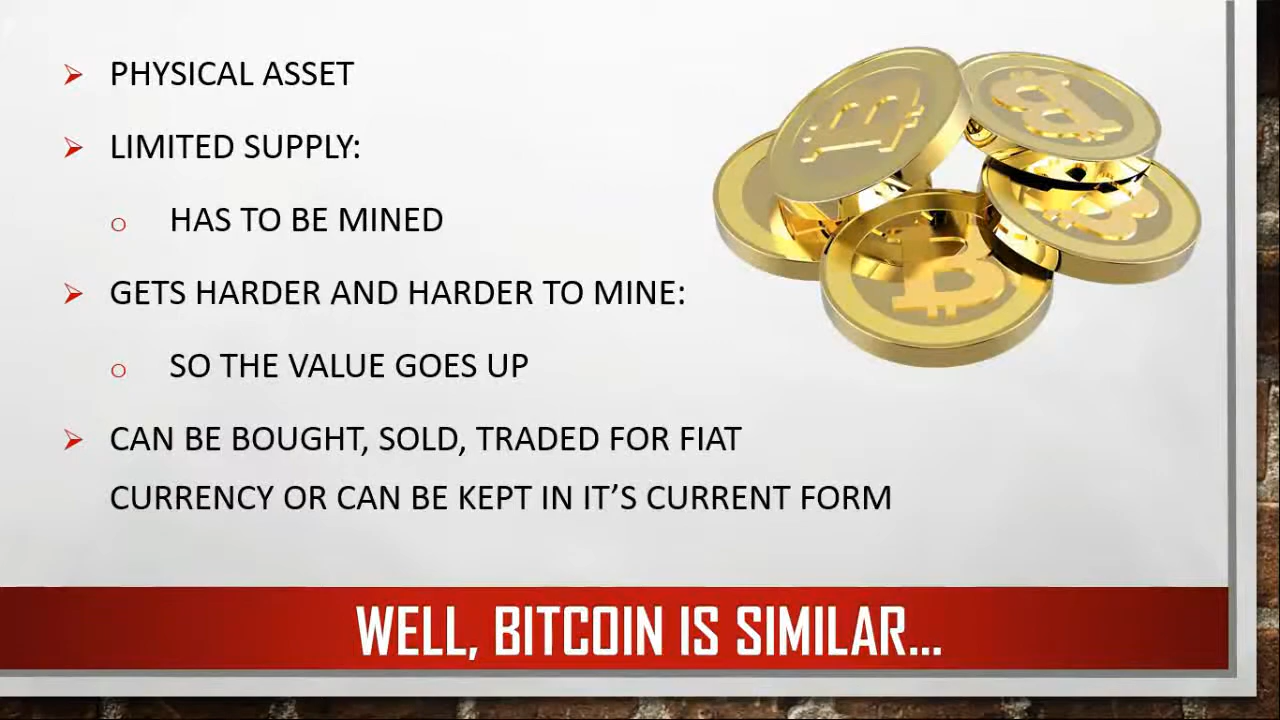 PHYSICAL ASSET
LIMITED SUPPLY:
HAS TO BE MINED
GETS HARDER AND HARDER TO MINE:
SO THE VALUE GOES UP
CAN BE BOUGHT, SOLD, TRADED FOR FIAT
CURRENCY OR CAN BE KEPT IN IT’S CURRENT FORM
WELL, BITCOIN IS SIMILAR...